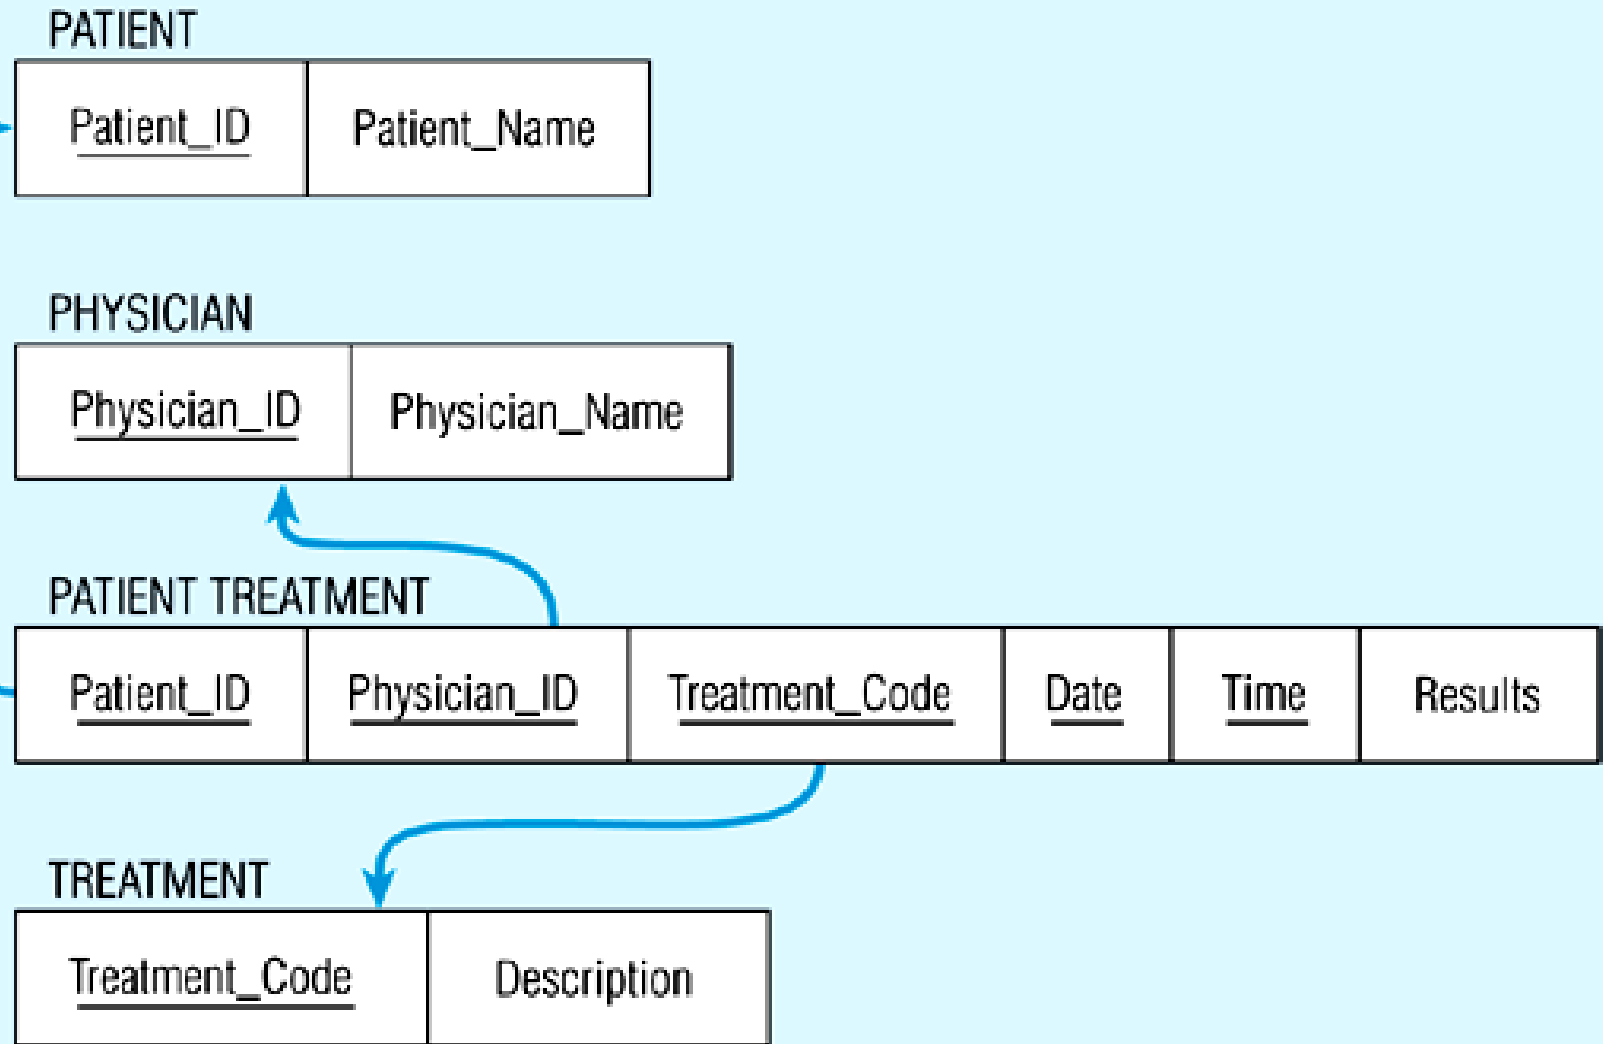 PATIENT
Patient_ID Patient_Name
PHYSICIAN
Physician_ID Physician_Name
PATIENT TREATMENT
Patient_ID Physician_ID Treatment_Code Date Time Results
TREATMENT
Treatment_Code Description